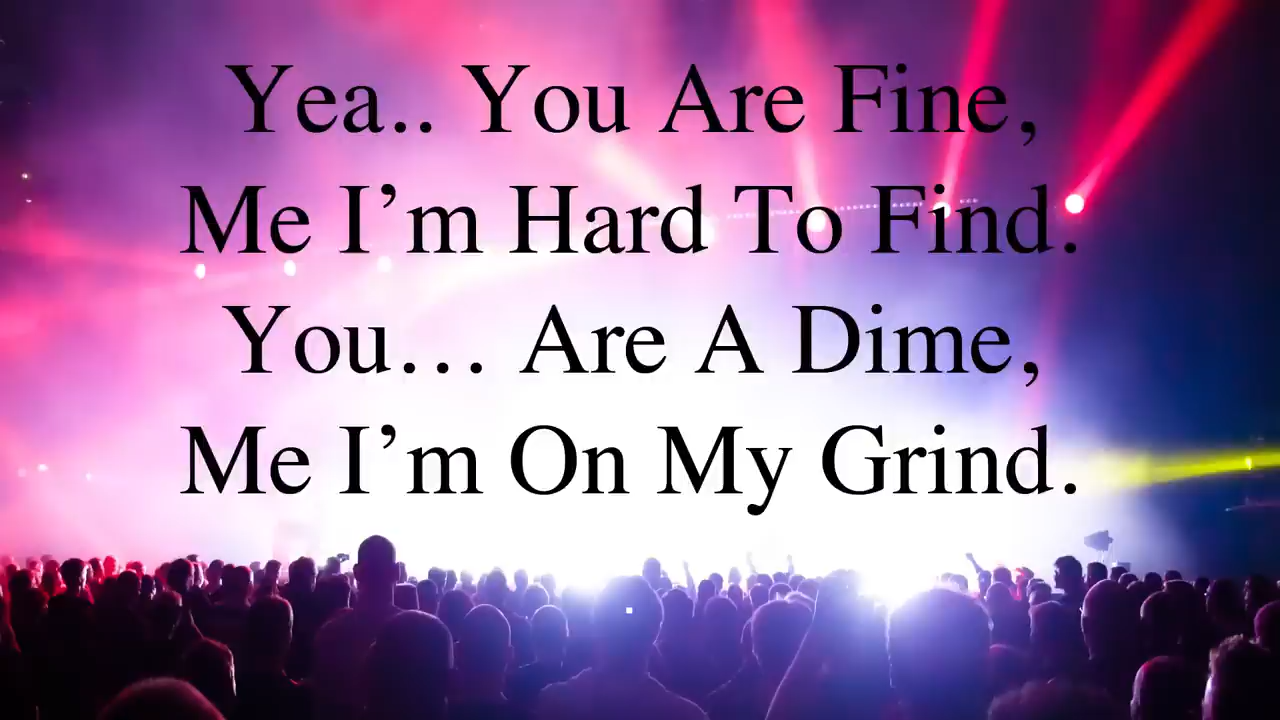 Yea.. You Are Fine,
Me I’m Hard To Find.
You… Are A Dime,
Me I’m On My Grind.